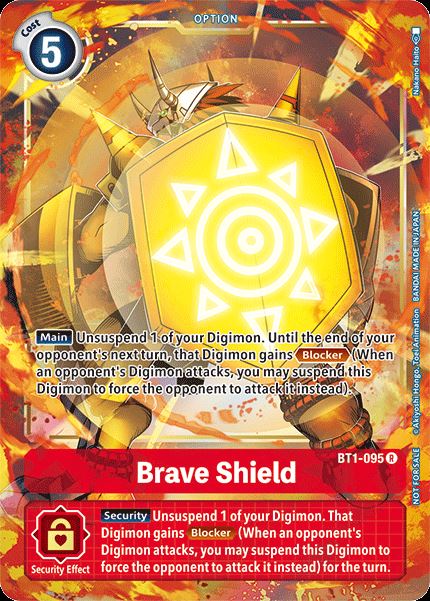 OPTION
Cost
5
Nakano Haito
Main Unsuspend 1 of your Digimon. Until the end of your
opponent's next turn, that Digimon gains Blocker (When
an opponent's Digimon attacks, you may suspend this
Digimon to force the opponent to attack it instead).
NOT FOR SALE ©Akiyoshi Hongo, Toei Animation BANDAI MADE IN JAPAN
BT1-095 R
Brave Shield
Security Unsuspend 1 of your Digimon. That
Digimon gains Blocker (When an opponent's
Digimon attacks, you may suspend this Digimon to
force the opponent to attack it instead) for the turn.
Security Effect